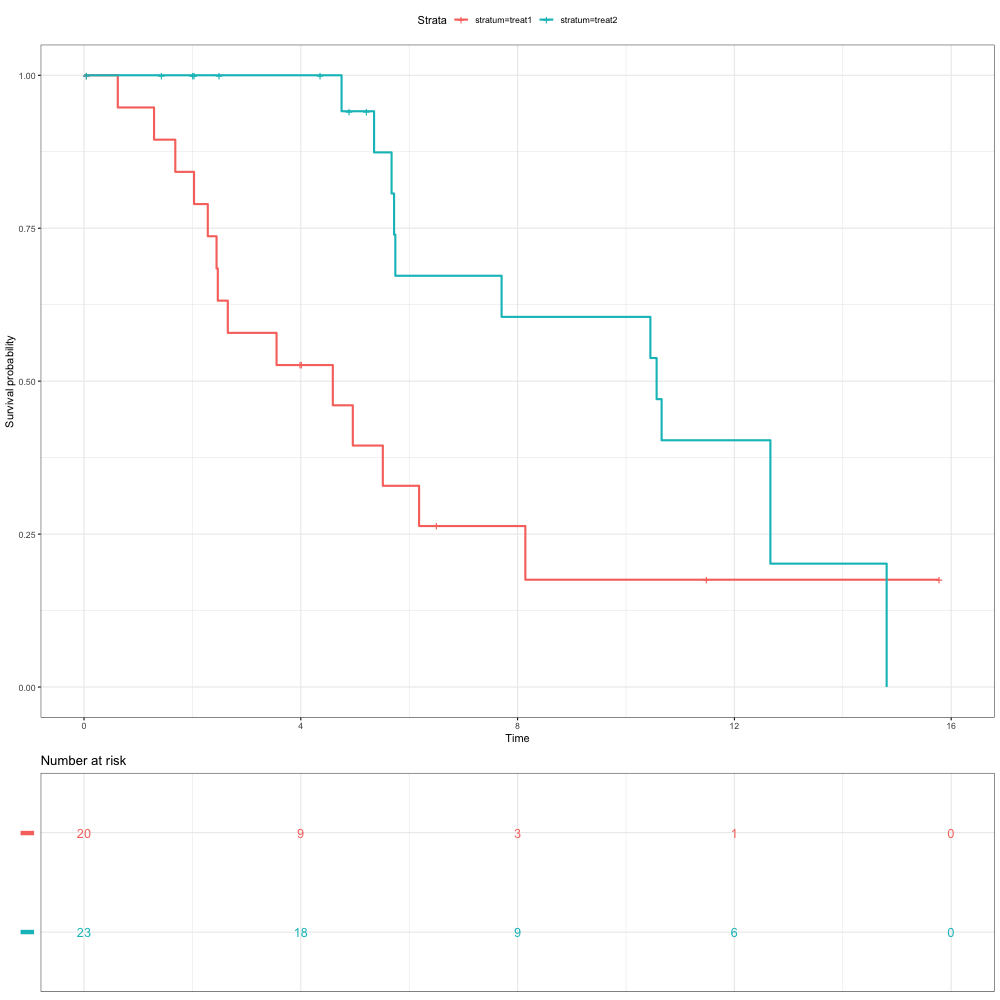 Strata stratum=treat1 stratum=treat2
1.00
0.75
0.50
0.25
0.00
Survival probability
0 4 8 12 16
Time
Number at risk
20 9 3 1 0
23 18 9 6 0